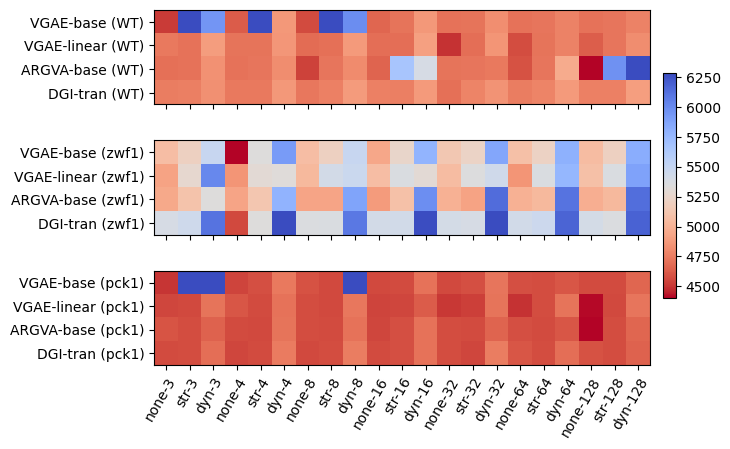 VGAE-base (WT)
VGAE-linear (WT)
ARGVA-base (WT)
DGI-tran (WT)
VGAE-base (zwf1)
VGAE-linear (zwf1)
ARGVA-base (zwf1)
DGI-tran (zwf1)
VGAE-base (pck1)
VGAE-linear (pck1)
ARGVA-base (pck1)
DGI-tran (pck1)
none-3
str-3
dyn-3
none-4
str-4
dyn-4
none-8
str-8
dyn-8
none-16
str-16
dyn-16
none-32
str-32
dyn-32
none-64
str-64
dyn-64
none-128
str-128
dyn-128
6250
6000
5750
5500
5250
5000
4750
4500